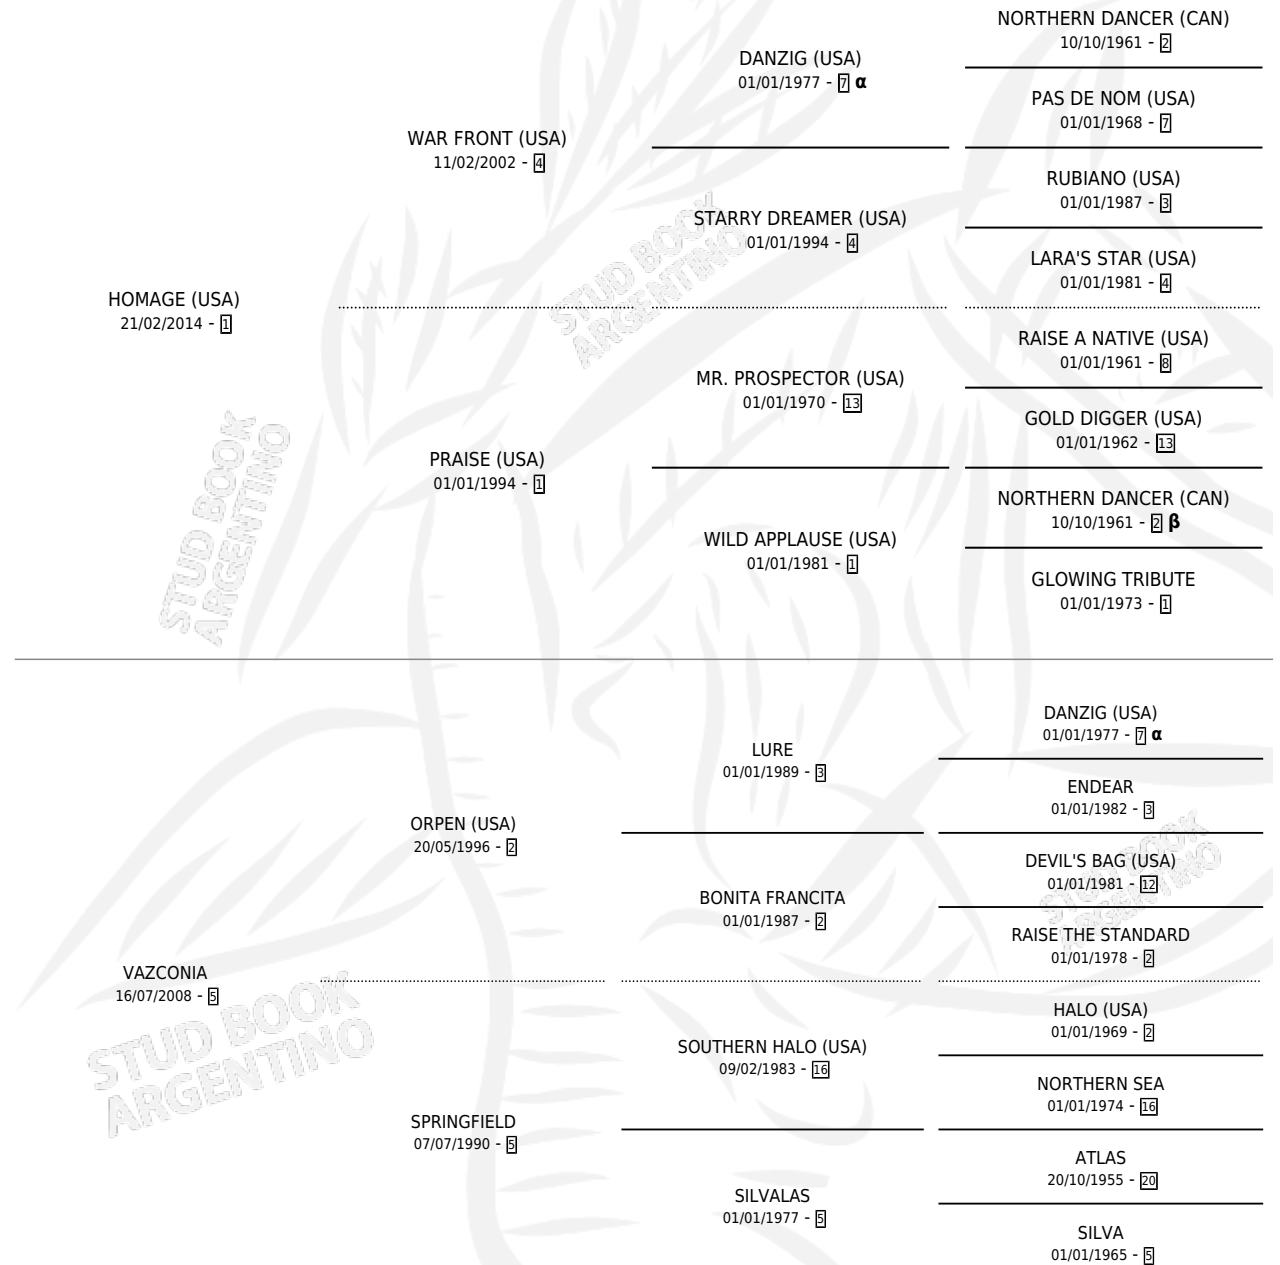 NORTHERN DANCER (CAN)
10/10/1961 - 2
DANZIG (USA)
01/01/1977 - 7 α
PAS DE NOM (USA)
01/01/1968 - 7
WAR FRONT (USA)
11/02/2002 - 4
RUBIANO (USA)
01/01/1987 - 3
STARRY DREAMER (USA)
01/01/1994 - 4
LARA'S STAR (USA)
01/01/1981 - 4
HOMAGE (USA)
21/02/2014 - 1
RAISE A NATIVE (USA)
01/01/1961 - 8
MR. PROSPECTOR (USA)
01/01/1970 - 13
GOLD DIGGER (USA)
01/01/1962 - 13
PRAISE (USA)
01/01/1994 - 1
NORTHERN DANCER (CAN)
10/10/1961 - 2 β
WILD APPLAUSE (USA)
01/01/1981 - 1
GLOWING TRIBUTE
01/01/1973 - 1
DANZIG (USA)
01/01/1977 - 7 α
LURE
01/01/1989 - 3
ENDEAR
01/01/1982 - 3
ORPEN (USA)
20/05/1996 - 2
DEVIL'S BAG (USA)
01/01/1981 - 12
BONITA FRANCITA
01/01/1987 - 2
RAISE THE STANDARD
01/01/1978 - 2
VAZCONIA
16/07/2008 - 5
HALO (USA)
01/01/1969 - 2
SOUTHERN HALO (USA)
09/02/1983 - 16
NORTHERN SEA
01/01/1974 - 16
SPRINGFIELD
07/07/1990 - 5
ATLAS
20/10/1955 - 20
SILVALAS
01/01/1977 - 5
SILVA
01/01/1965 - 5
STUD BOOK
ARGENTINO
STUD BOOK
ARGENTINO
STUD BOOK
ARGENTINO
STUD BOOK
ARGENTINO